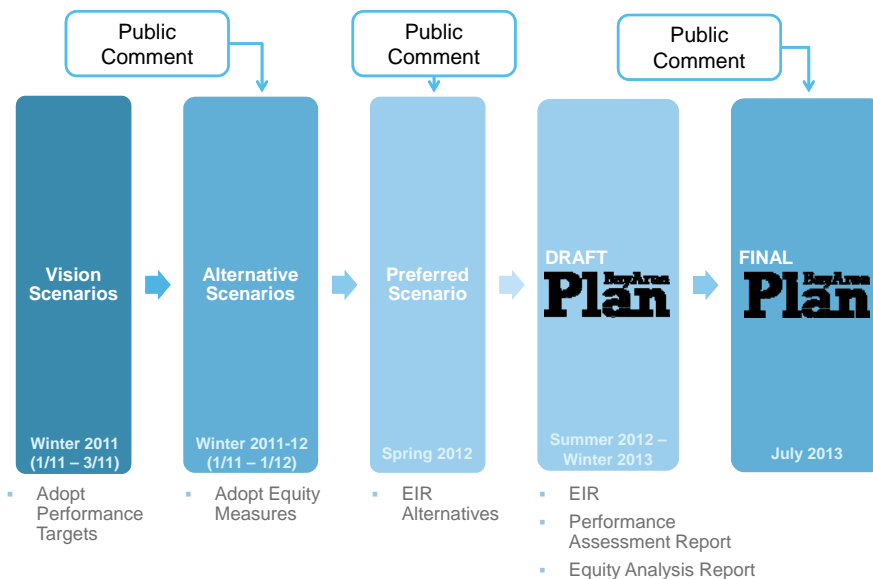 Public
Comment
Public
Comment
Public
Comment
Vision
Scenarios
Alternative
Scenarios
Preferred
Scenario
DRAFT
BayArea
Plan
FINAL
BayArea
Plan
Winter 2011
(1/11 – 3/11)
Winter 2011-12
(1/11 – 1/12)
Spring 2012
Summer 2012 –
Winter 2013
July 2013
▪ Adopt
Performance
Targets
▪ Adopt Equity
Measures
▪ EIR
Alternatives
▪ EIR
▪ Performance
Assessment Report
▪ Equity Analysis Report